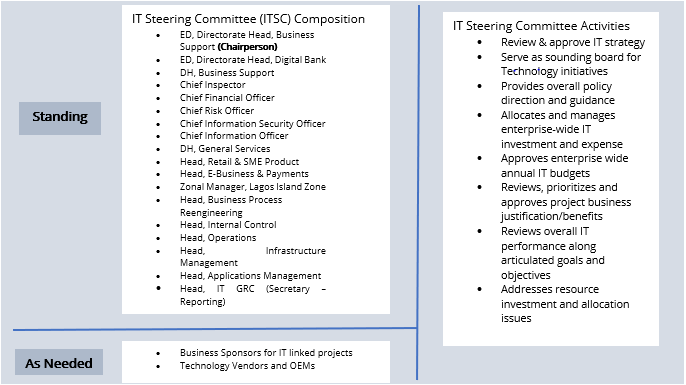 IT Steering Committee (ITSC) Composition
• ED, Directorate Head, Business
Support (Chairperson)
• ED, Directorate Head, Digital Bank
• DH, Business Support
• Chief Inspector
• Chief Financial Officer
• Chief Risk Officer
• Chief Information Security Officer
• Chief Information Officer
• DH, General Services
• Head, Retail & SME Product
• Head, E-Business & Payments
• Zonal Manager, Lagos Island Zone
• Head, Business Process
Reengineering
• Head, Internal Control
• Head, Operations
• Head, Infrastructure
Management
• Head, Applications Management
• Head, IT GRC (Secretary –
Reporting)
Standing
As Needed
• Business Sponsors for IT linked projects
• Technology Vendors and OEMs
IT Steering Committee Activities
• Review & approve IT strategy
• Serve as sounding board for
Technology initiatives
• Provides overall policy
direction and guidance
• Allocates and manages
enterprise-wide IT
investment and expense
• Approves enterprise wide
annual IT budgets
• Reviews, prioritizes and
approves project business
justification/benefits
• Reviews overall IT
performance along
articulated goals and
objectives
• Addresses resource
investment and allocation
issues